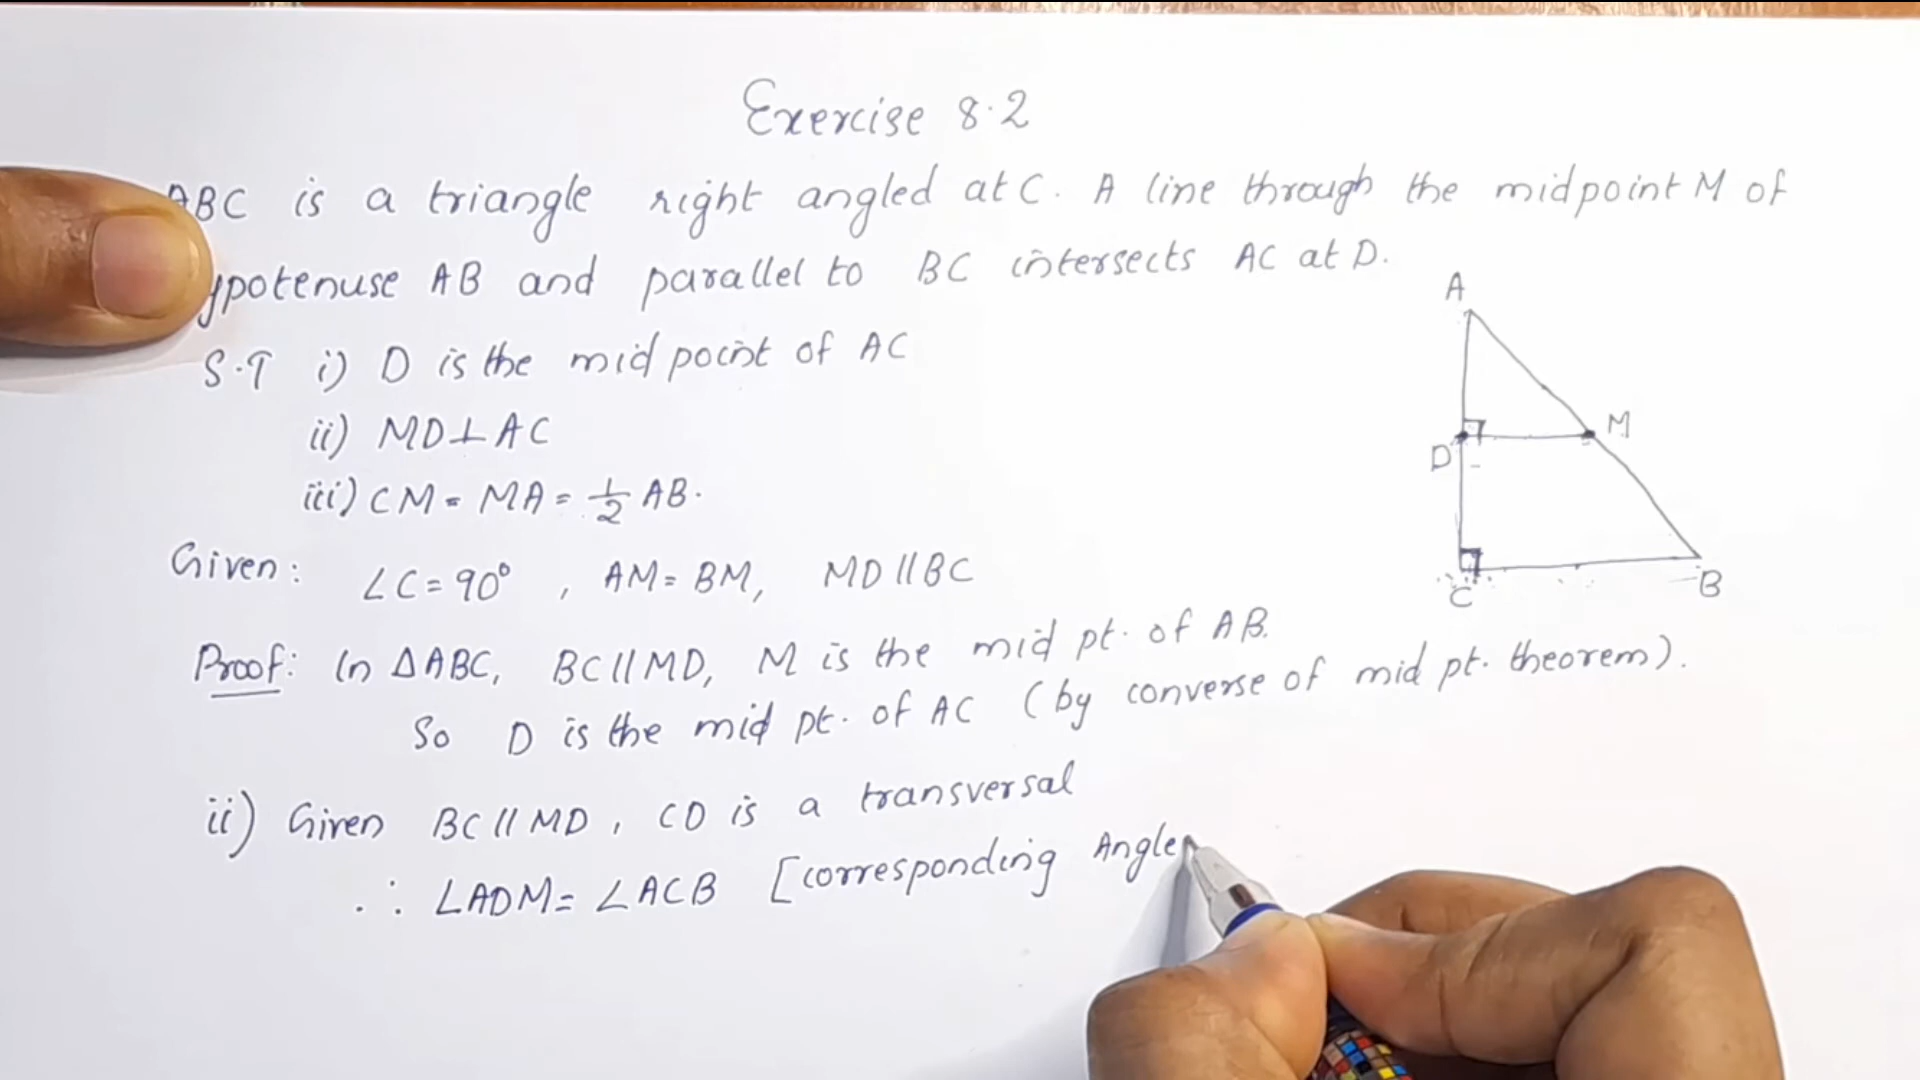 Exercise 8.2
ABC is a triangle right angled at C. A line through the midpoint M of
ypotenuse AB and parallel to BC intersects AC at D.
S.T i) D is the mid point of AC
ii) MD⊥AC
iii) CM = MA = 1/2 AB.
Given: ∠C = 90°, AM = BM, MD || BC
Proof: In ΔABC, BC || MD, M is the mid pt. of AB.
So D is the mid pt. of AC (by converse of mid pt. theorem).
ii) Given BC || MD, CD is a transversal
∴ ∠ADM = ∠ACB [corresponding Angle
A
M
D
C
B